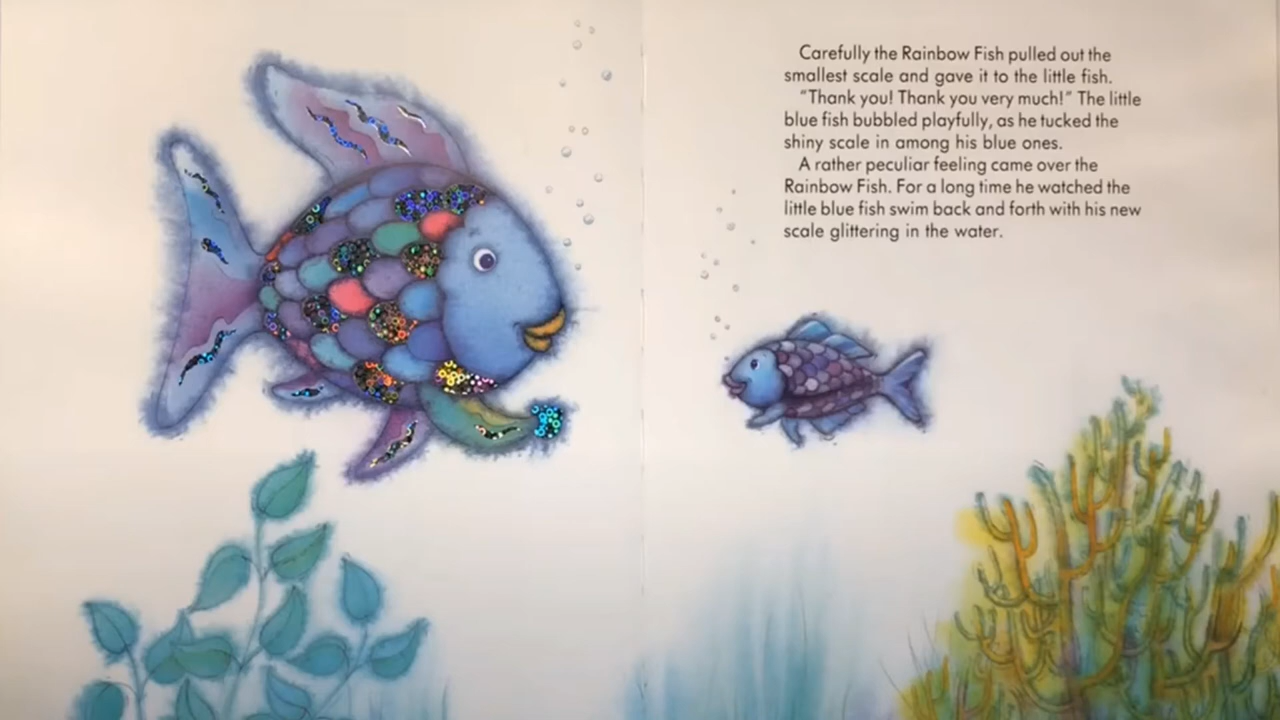 Carefully the Rainbow Fish pulled out the
smallest scale and gave it to the little fish.
“Thank you! Thank you very much!” The little
blue fish bubbled playfully, as he tucked the
shiny scale in among his blue ones.
A rather peculiar feeling came over the
Rainbow Fish. For a long time he watched the
little blue fish swim back and forth with his new
scale glittering in the water.